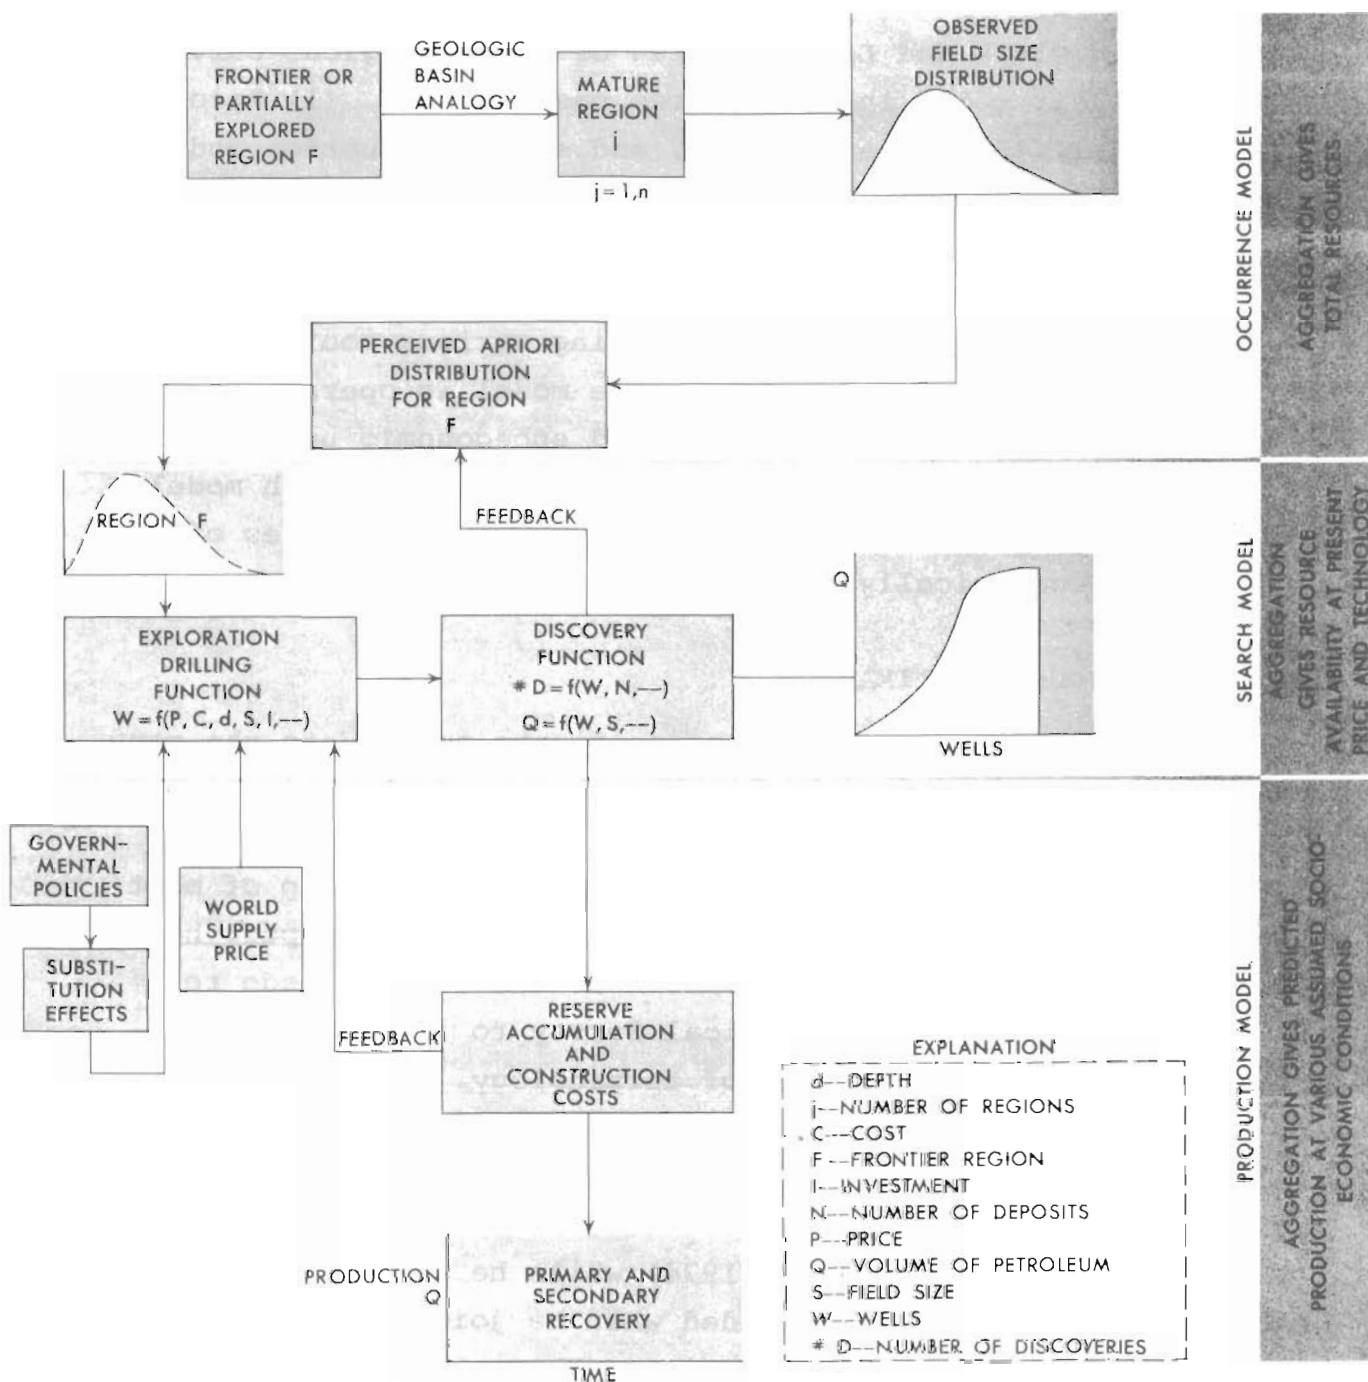 FRONTIER OR
PARTIALLY
EXPLORED
REGION F
GEOLOGIC
BASIN
ANALOGY
MATURE
REGION
j
j=1,n
OBSERVED
FIELD SIZE
DISTRIBUTION
OCCURRENCE MODEL
AGGREGATION GIVES
TOTAL RESOURCES
PERCEIVED APRIORI
DISTRIBUTION
FOR REGION
F
REGION F
FEEDBACK
EXPLORATION
DRILLING
FUNCTION
W=f(P, C, d, S, I,--)
DISCOVERY
FUNCTION
# D=f(W, N,--)
Q=f(W, S,--)
Q
WELLS
SEARCH MODEL
AGGREGATION
GIVES RESOURCE
AVAILABILITY AT PRESENT
PRICE AND TECHNOLOGY
GOVERN-
MENTAL
POLICIES
SUBSTI-
TUTION
EFFECTS
WORLD
SUPPLY
PRICE
FEEDBACK
RESERVE
ACCUMULATION
AND
CONSTRUCTION
COSTS
PRODUCTION
Q
PRIMARY AND
SECONDARY
RECOVERY
TIME
EXPLANATION
d--DEPTH
j--NUMBER OF REGIONS
C--COST
F--FRONTIER REGION
I--INVESTMENT
N--NUMBER OF DEPOSITS
P--PRICE
Q--VOLUME OF PETROLEUM
S--FIELD SIZE
W--WELLS
# D--NUMBER OF DISCOVERIES
PRODUCTION MODEL
AGGREGATION GIVES PREDICTED
PRODUCTION AT VARIOUS ASSUMED SOCIO-
ECONOMIC CONDITIONS